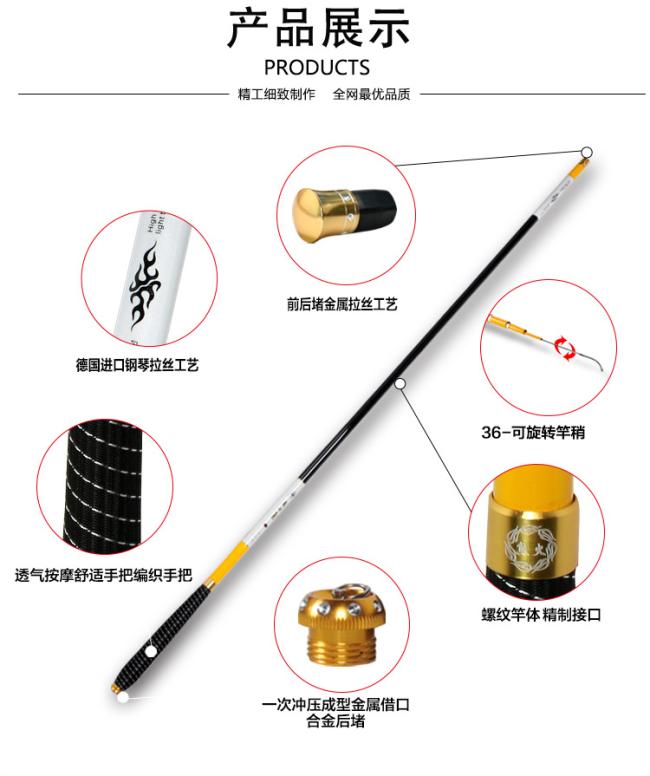 产品展示
PRODUCTS
精工细致制作 全网最优品质
High
light
前后堵金属拉丝工艺
德国进口钢琴拉丝工艺
36-可旋转竿稍
透气按摩舒适手把编织手把
螺纹竿体 精制接口
一次冲压成型金属借口
合金后堵